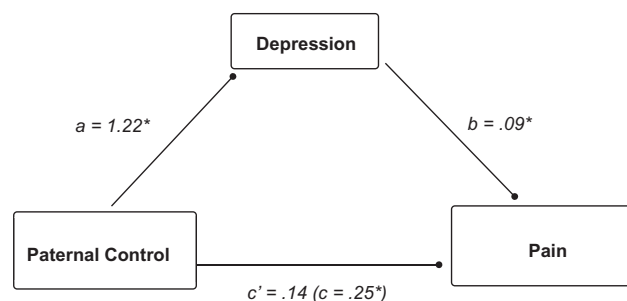 Depression
a = 1.22*
b = .09*
Paternal Control
Pain
c’ = .14 (c = .25*)